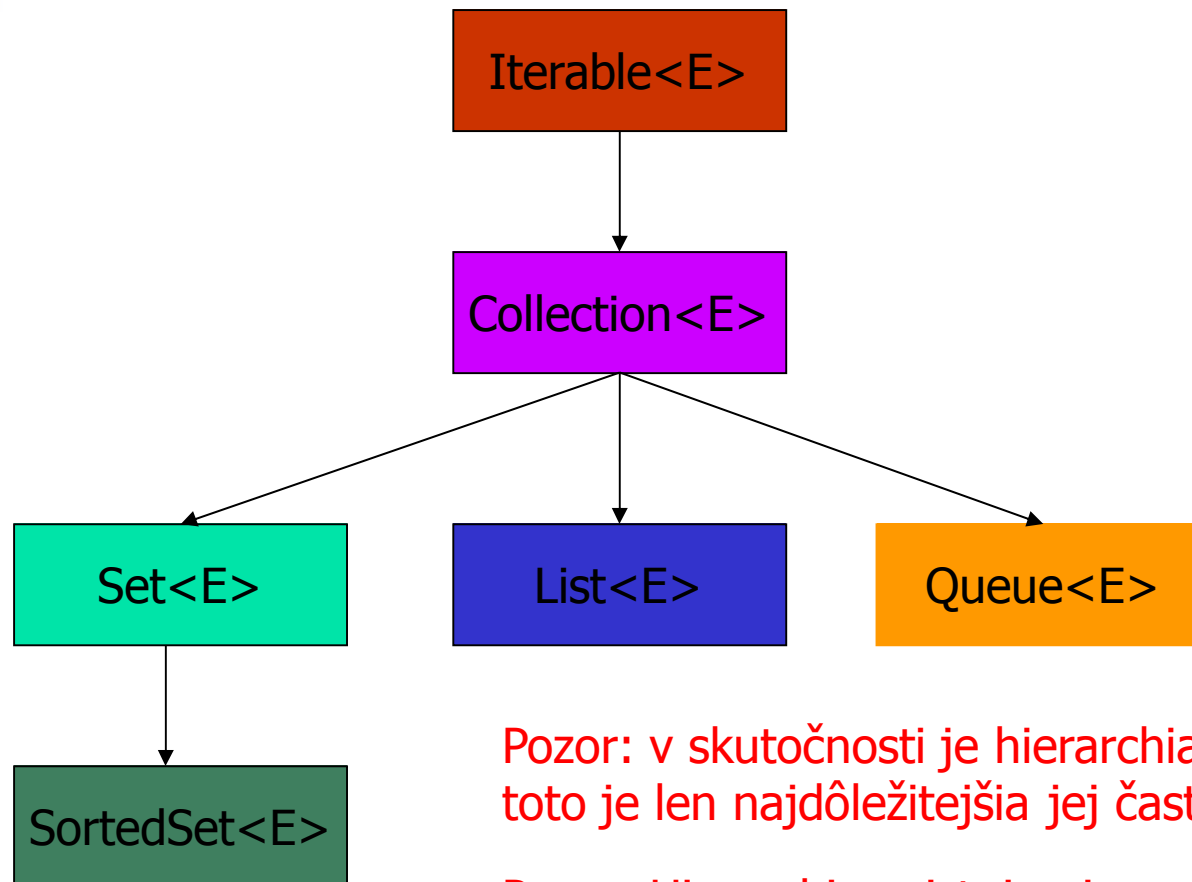 Iterable<E>
Collection<E>
Set<E>
List<E>
Queue<E>
SortedSet<E>
Pozor: v skutočnosti je hierarchia
toto je len najdôležitejšia jej časť